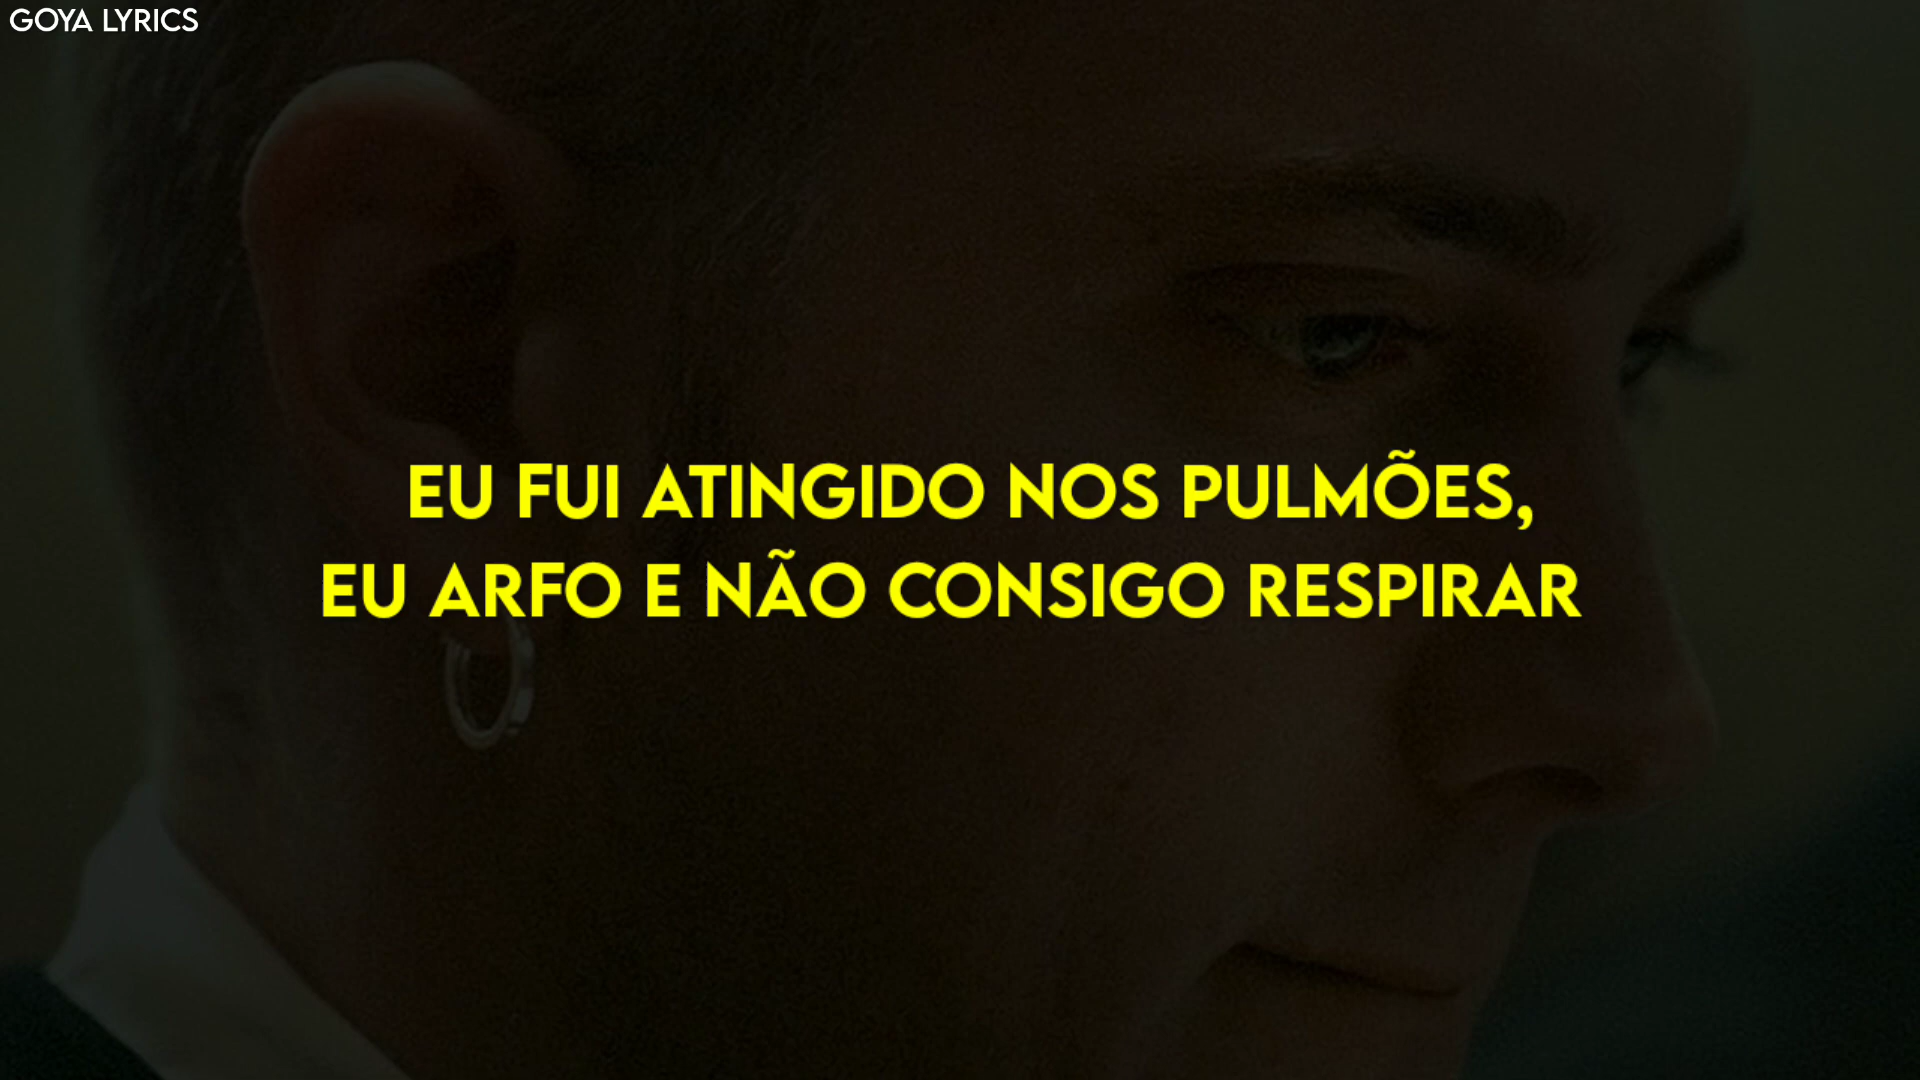 GOYA LYRICS
EU FUI ATINGIDO NOS PULMÕES,
EU ARFO E NÃO CONSIGO RESPIRAR